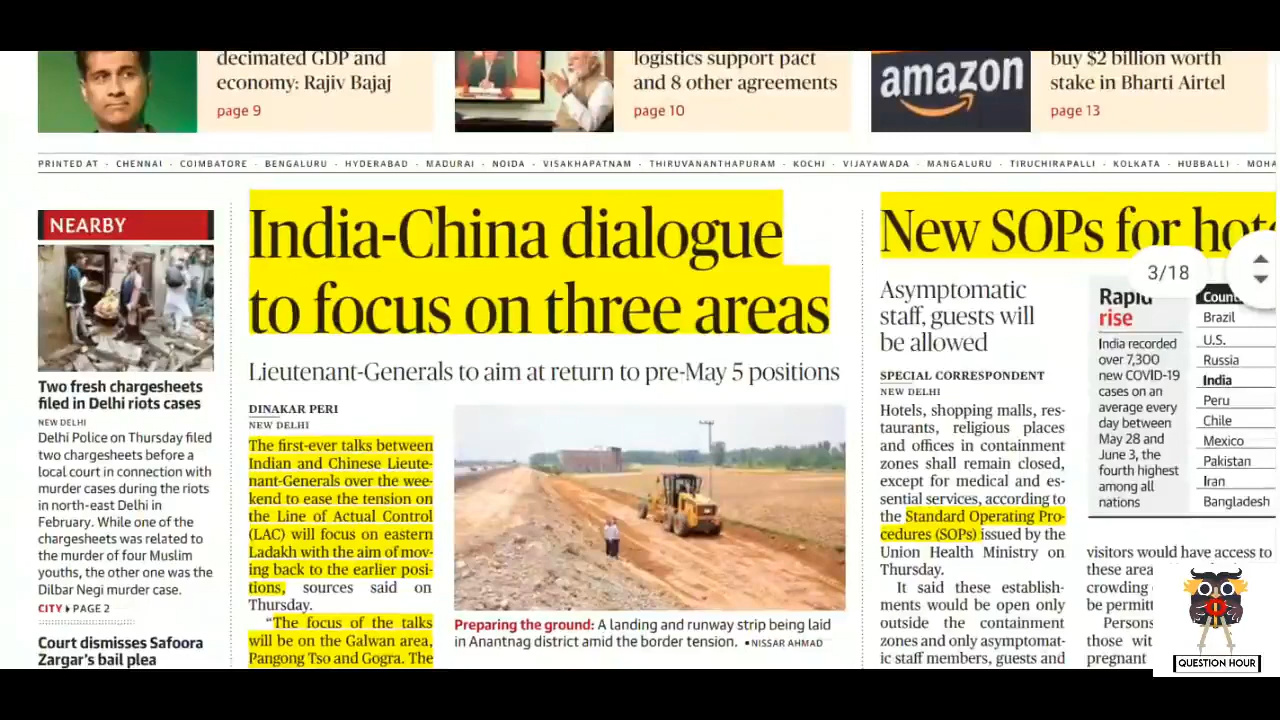 decimated GDP and
economy: Rajiv Bajaj
page 9
logistics support pact
and 8 other agreements
page 10
amazon
buy $2 billion worth
stake in Bharti Airtel
page 13
PRINTED AT · CHENNAI · COIMBATORE · BENGALURU · HYDERABAD · MADURAI · NOIDA · VISAKHAPATNAM · THIRUVANANTHAPURAM · KOCHI · VIJAYAWADA · MANGALURU · TIRUCHIRAPALLI · KOLKATA · HUBBALLI · MOHA
NEARBY
Two fresh chargesheets
filed in Delhi riots cases
NEW DELHI
Delhi Police on Thursday filed
two chargesheets before a
local court in connection with
murder cases during the riots
in north-east Delhi in
February. While one of the
chargesheets was related to
the murder of four Muslim
youths, the other one was the
Dilbar Negi murder case.
CITY PAGE 2
Court dismisses Safoora
Zargar's bail plea
India-China dialogue
to focus on three areas
Lieutenant-Generals to aim at return to pre-May 5 positions
DINAKAR PERI
NEW DELHI
The first-ever talks between
Indian and Chinese Lieute-
nant-Generals over the wee-
kend to ease the tension on
the Line of Actual Control
(LAC) will focus on eastern
Ladakh with the aim of mov-
ing back to the earlier posi-
tions, sources said on
Thursday.
"The focus of the talks
will be on the Galwan area,
Pangong Tso and Gogra. The
Preparing the ground: A landing and runway strip being laid
in Anantnag district amid the border tension. • NISSAR AHMAD
New SOPs for hot
3/18
Asymptomatic
staff, guests will
be allowed
SPECIAL CORRESPONDENT
NEW DELHI
Hotels, shopping malls, res-
taurants, religious places
and offices in containment
zones shall remain closed,
except for medical and es-
sential services, according to
the Standard Operating Pro-
cedures (SOPs) issued by the
Union Health Ministry on
Thursday.
It said these establish-
ments would be open only
outside the containment
zones and only asymptomat-
ic staff members, guests and
Rapid
rise
India recorded
over 7,300
new COVID-19
cases on an
average every
day between
May 28 and
June 3, the
fourth highest
among all
nations
Count
Brazil
U.S.
Russia
India
Peru
Chile
Mexico
Pakistan
Iran
Bangladesh
visitors would have access to
these area
crowding
be permitt
Persons
those wit
pregnant
QUESTION HOUR